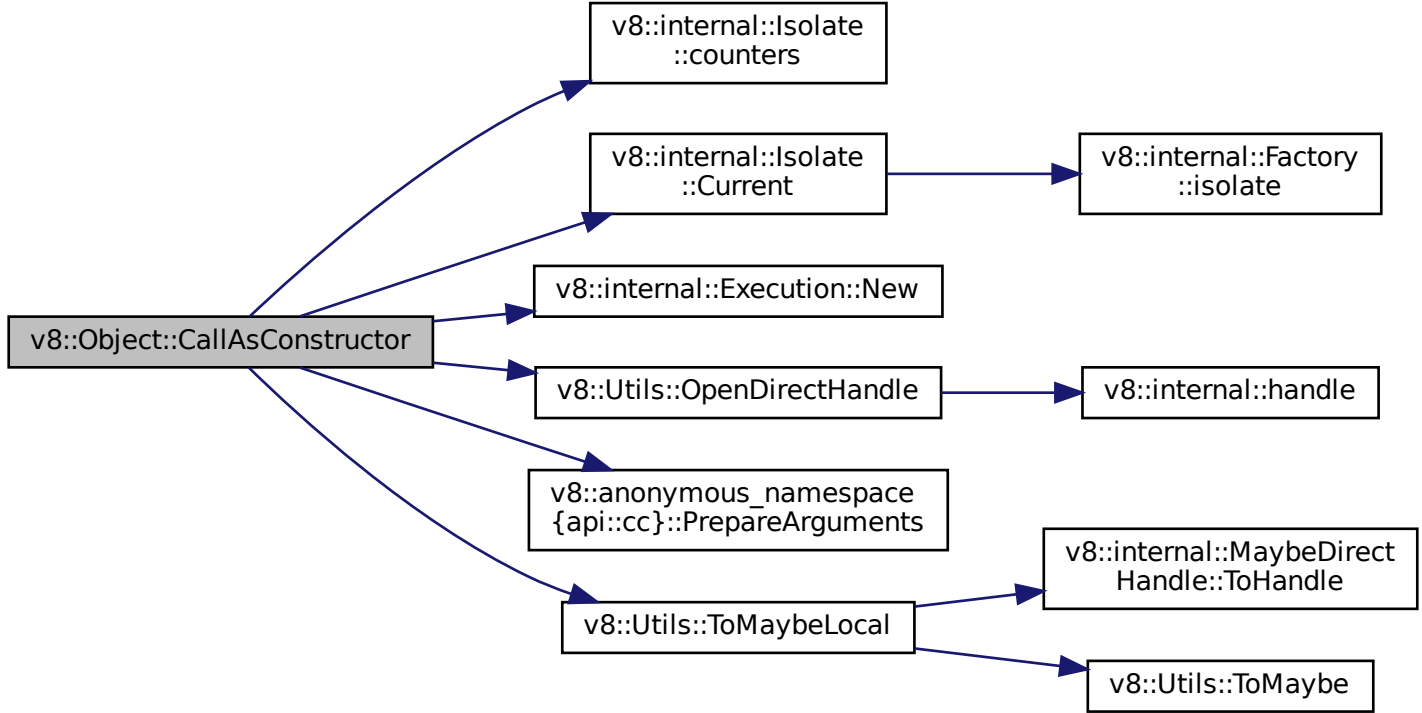 v8::internal::Isolate
::counters
v8::internal::Isolate
::Current
v8::internal::Factory
::isolate
v8::internal::Execution::New
v8::Object::CallAsConstructor
v8::Utils::OpenDirectHandle
v8::internal::handle
v8::anonymous_namespace
{api::cc}::PrepareArguments
v8::internal::MaybeDirect
Handle::ToHandle
v8::Utils::ToMaybeLocal
v8::Utils::ToMaybe